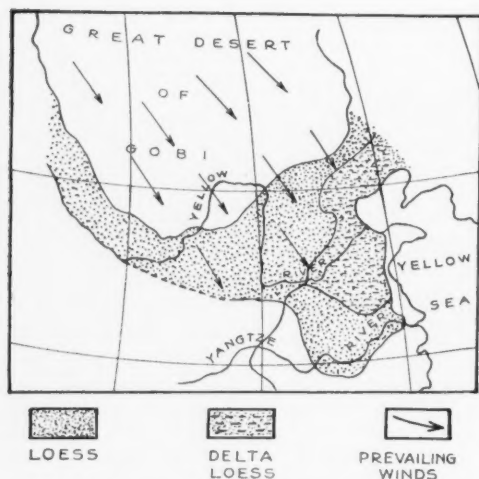 GREAT DESERT
OF
GOBI
YELLOW
RIVER
YELLOW
SEA
YANGTZE
RIVER
LOESS
DELTA
LOESS
PREVAILING
WINDS